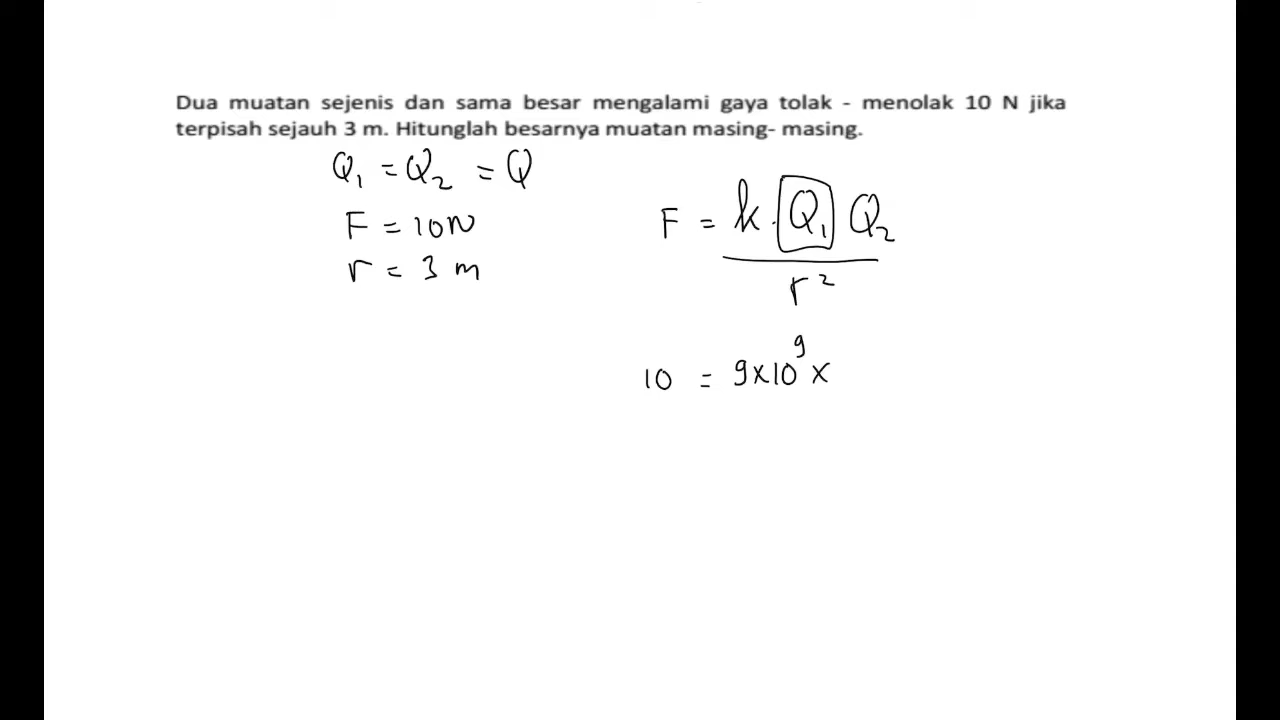 Dua muatan sejenis dan sama besar mengalami gaya tolak - menolak 10 N jika
terpisah sejauh 3 m. Hitunglah besarnya muatan masing- masing.
Q₁ = Q₂ = Q
F = 10 N
r = 3 m
F = k . Q₁ Q₂
r²
10 = 9x10⁹ x